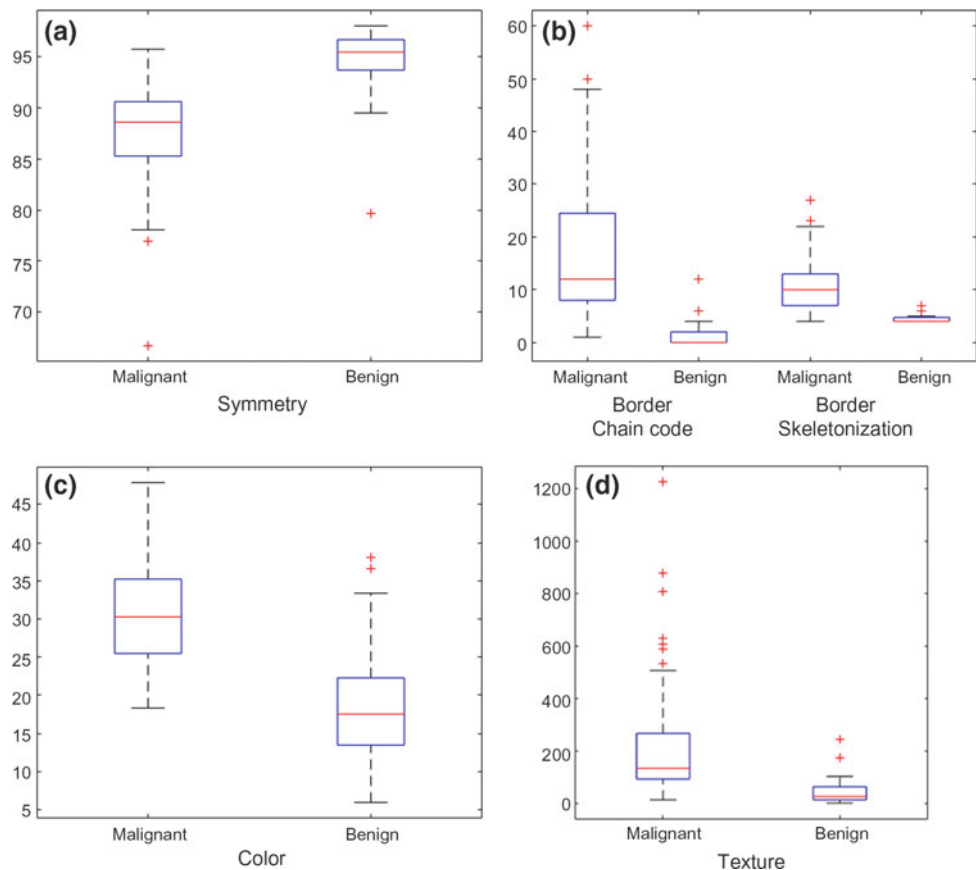 (a)
95
90
85
80
75
70
Malignant Benign
Symmetry
(b)
60
50
40
30
20
10
0
Malignant Benign Malignant Benign
Border Border
Chain code Skeletonization
(c)
45
40
35
30
25
20
15
10
5
Malignant Benign
Color
(d)
1200
1000
800
600
400
200
0
Malignant Benign
Texture